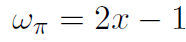 ω_π = 2x − 1